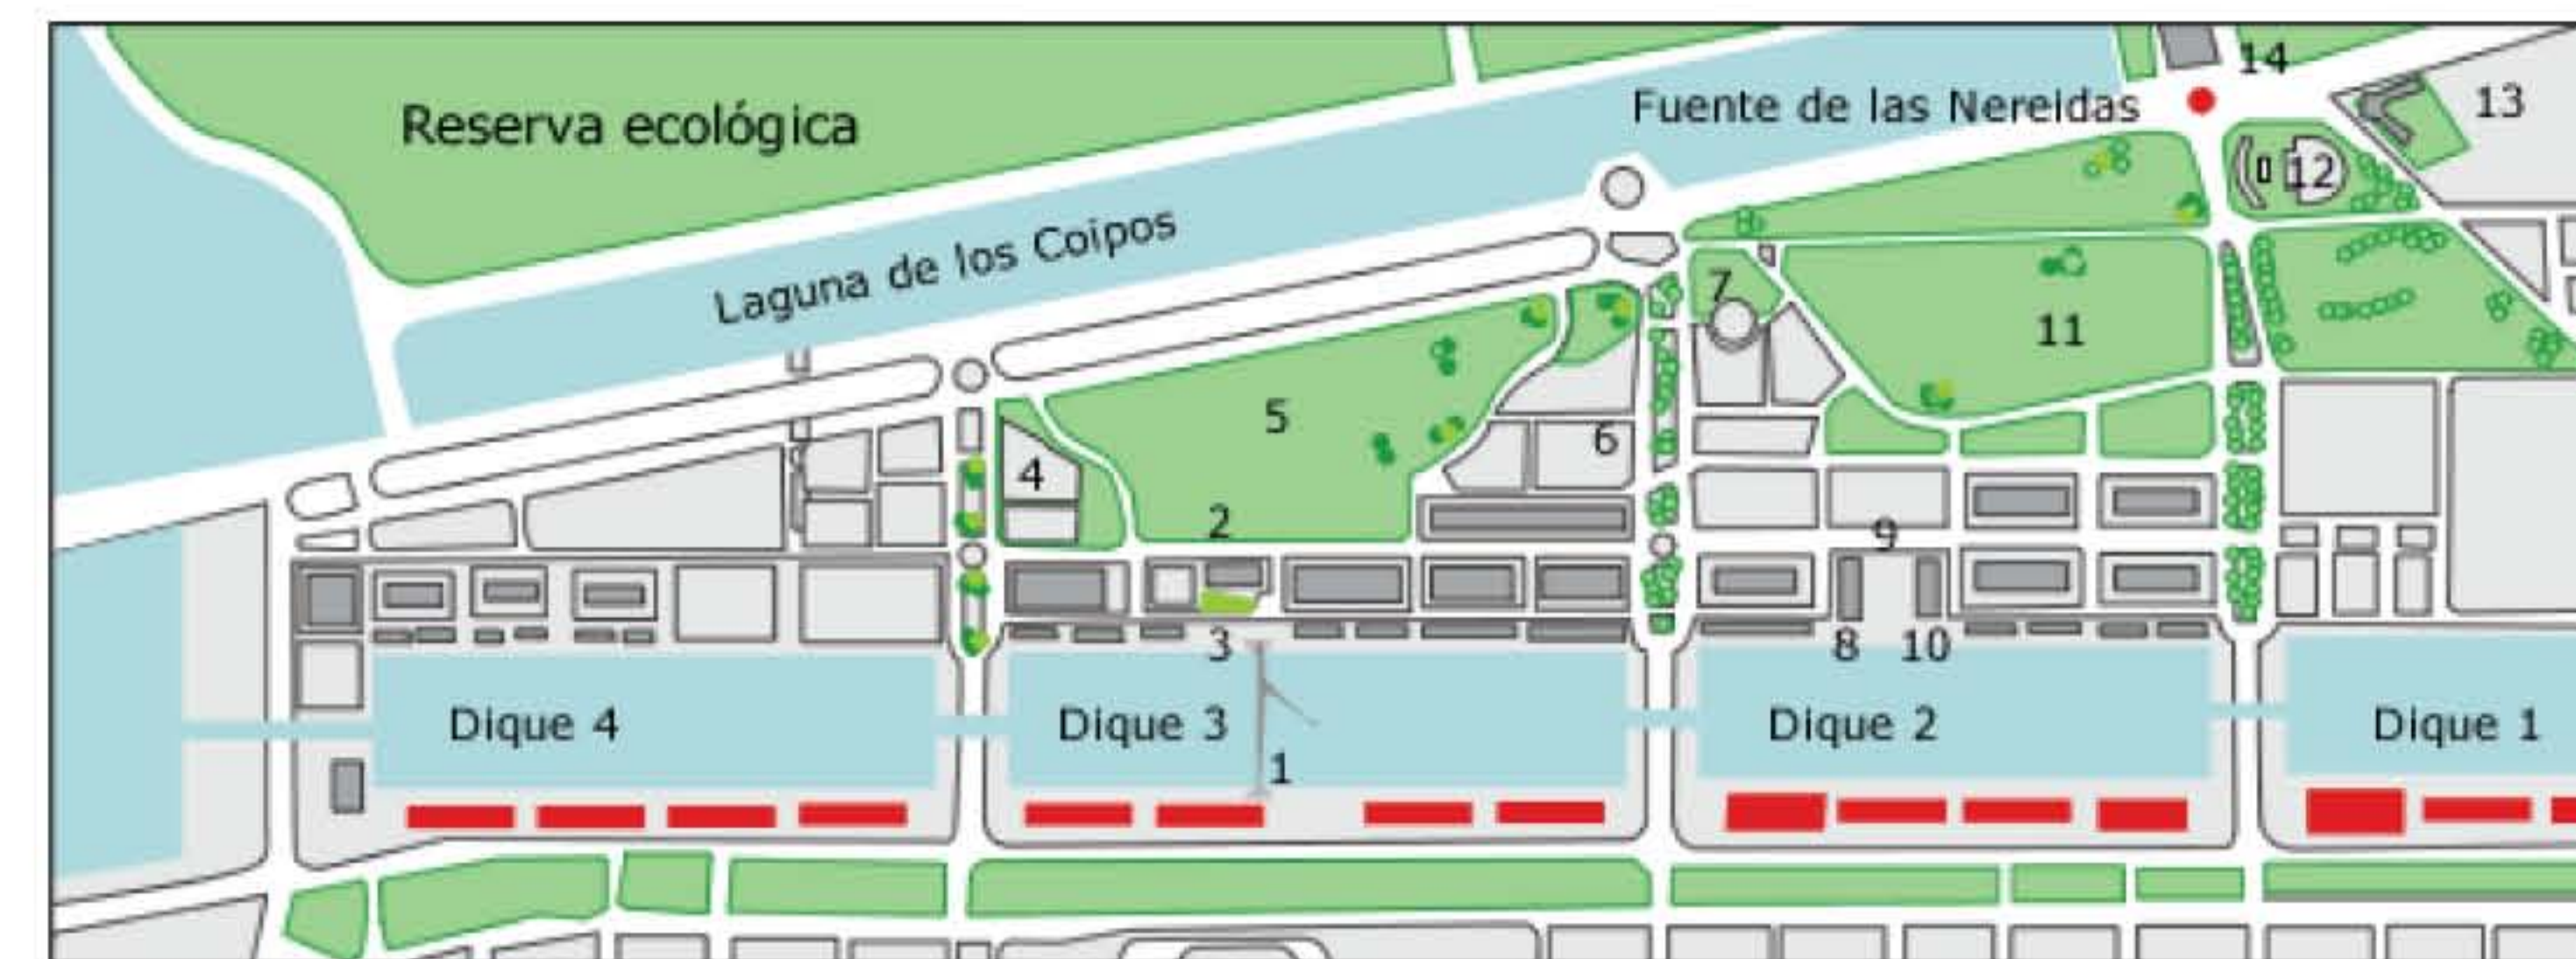 14
Fuente de las Nereidas
13
Reserva ecológica
12
Laguna de los Coipos
7
11
5
6
4
2
9
3
8
10
Dique 4
Dique 3
Dique 2
Dique 1
1